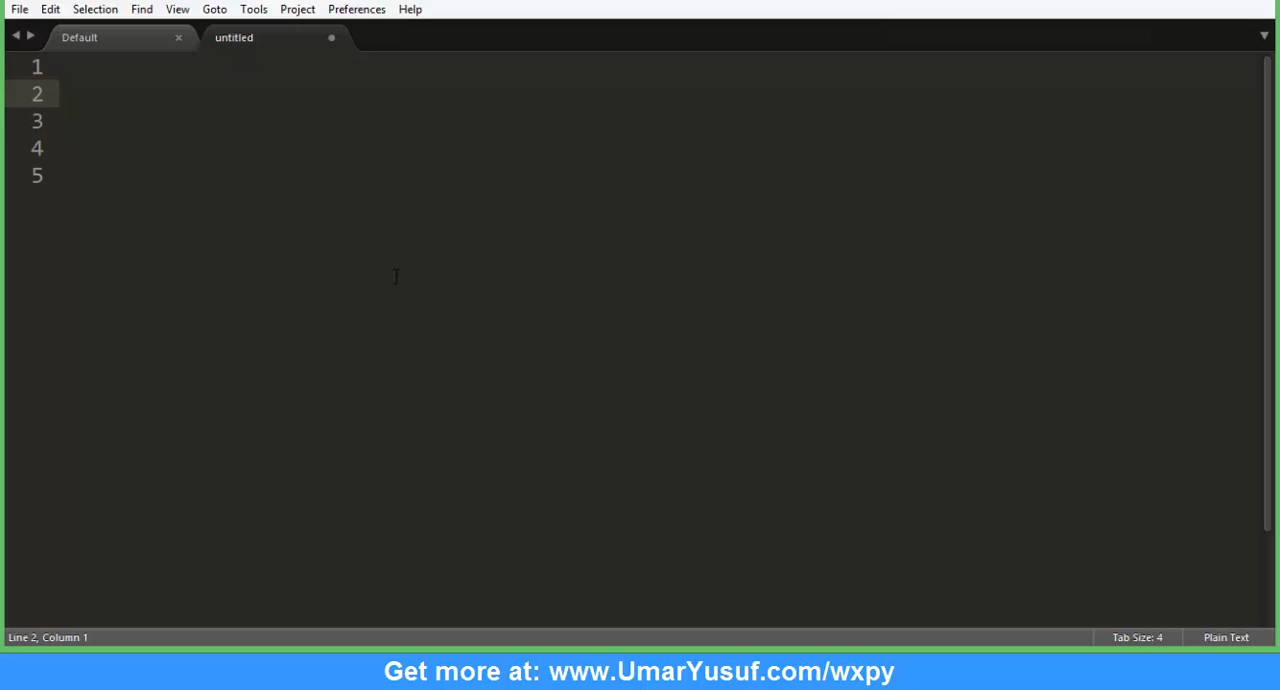 File Edit Selection Find View Goto Tools Project Preferences Help
Default untitled
1
2
3
4
5
Line 2, Column 1 Tab Size: 4 Plain Text
Get more at: www.UmarYusuf.com/wxpy